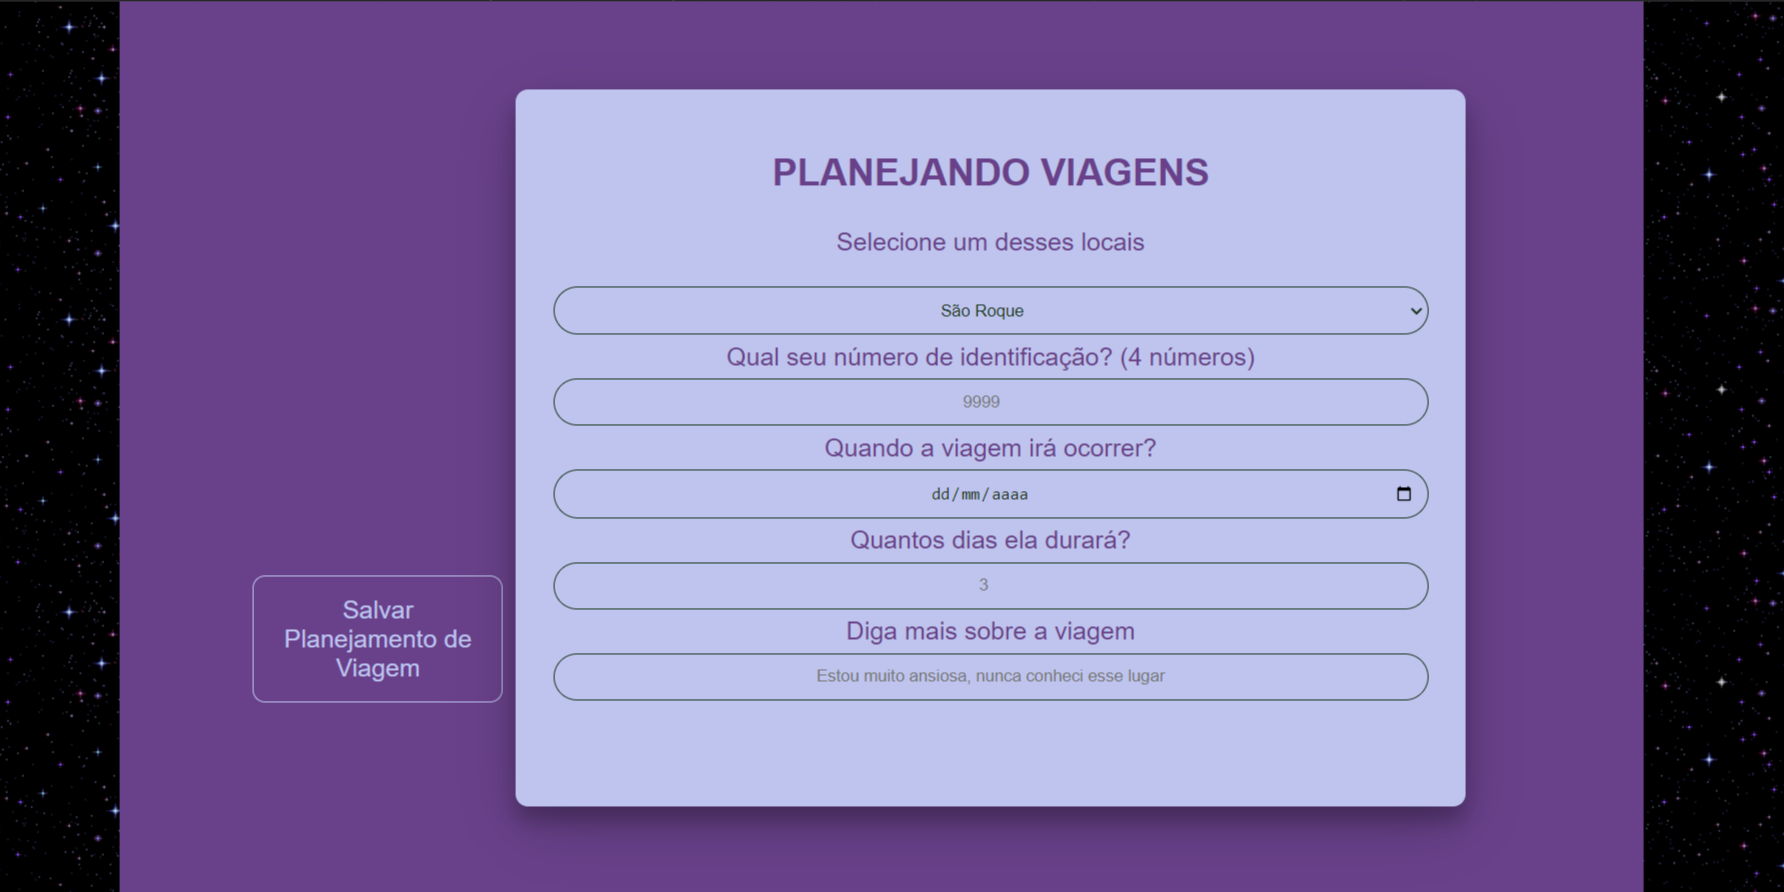 PLANEJANDO VIAGENS
Selecione um desses locais
São Roque
Qual seu número de identificação? (4 números)
9999
Quando a viagem irá ocorrer?
dd/mm/aaaa
Quantos dias ela durará?
3
Diga mais sobre a viagem
Estou muito ansiosa, nunca conheci esse lugar
Salvar
Planejamento de
Viagem